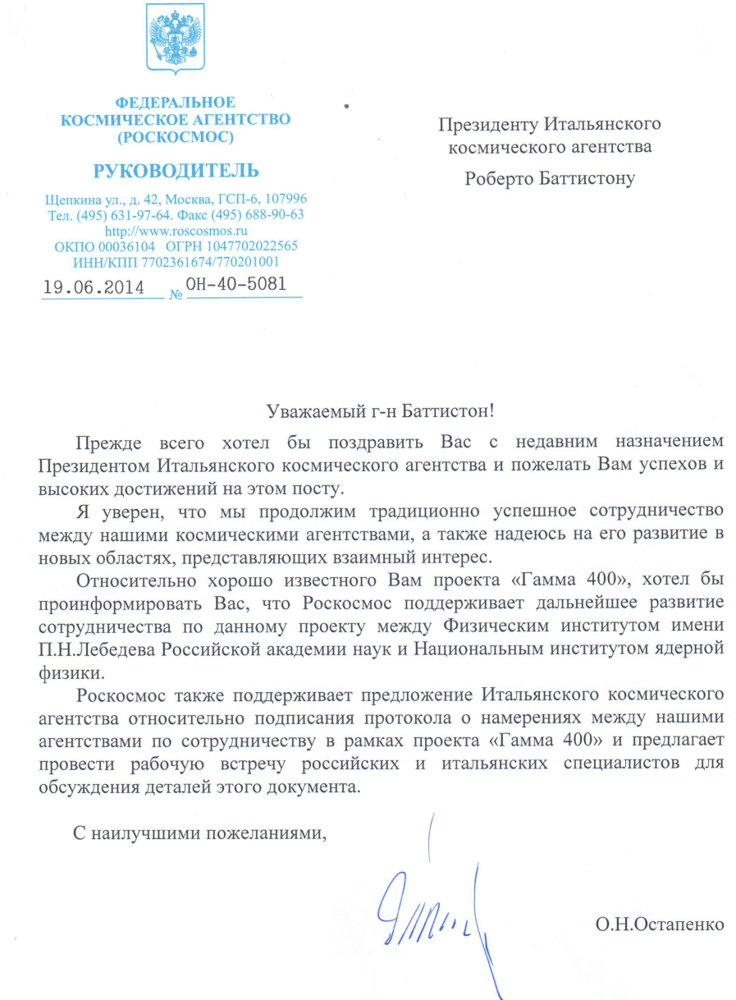 ФЕДЕРАЛЬНОЕ
КОСМИЧЕСКОЕ АГЕНТСТВО
(РОСКОСМОС)
РУКОВОДИТЕЛЬ
Щепкина ул., д. 42, Москва, ГСП-6, 107996
Тел. (495) 631-97-64. Факс (495) 688-90-63
http://www.roscosmos.ru
ОКПО 00036104 ОГРН 1047702022565
ИНН/КПП 7702361674/770201001
19.06.2014 № ОН-40-5081
Президенту Итальянского
космического агентства
Роберто Баттистону
Уважаемый г-н Баттистон!
Прежде всего хотел бы поздравить Вас с недавним назначением
Президентом Итальянского космического агентства и пожелать Вам успехов и
высоких достижений на этом посту.
Я уверен, что мы продолжим традиционно успешное сотрудничество
между нашими космическими агентствами, а также надеюсь на его развитие в
новых областях, представляющих взаимный интерес.
Относительно хорошо известного Вам проекта «Гамма 400», хотел бы
проинформировать Вас, что Роскосмос поддерживает дальнейшее развитие
сотрудничества по данному проекту между Физическим институтом имени
П.Н.Лебедева Российской академии наук и Национальным институтом ядерной
физики.
Роскосмос также поддерживает предложение Итальянского космического
агентства относительно подписания протокола о намерениях между нашими
агентствами по сотрудничеству в рамках проекта «Гамма 400» и предлагает
провести рабочую встречу российских и итальянских специалистов для
обсуждения деталей этого документа.
С наилучшими пожеланиями,
О.Н.Остапенко